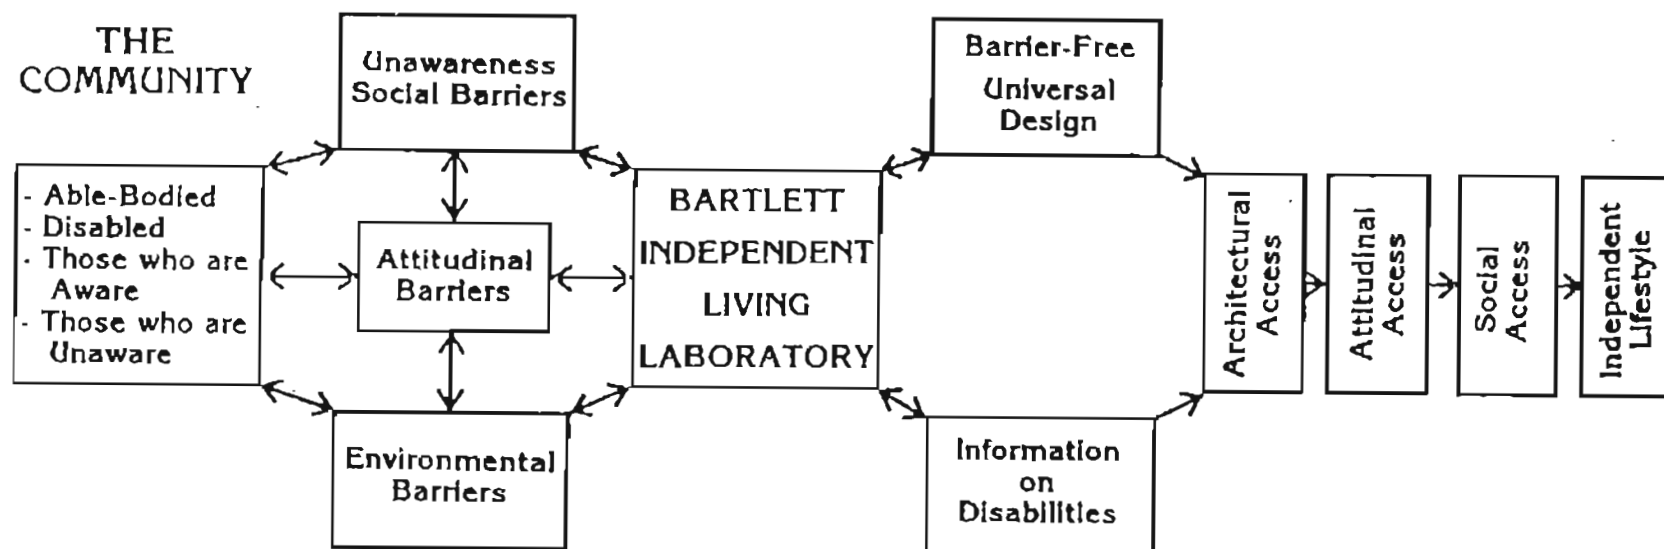 THE
COMMUNITY
- Able-Bodied
- Disabled
- Those who are
Aware
- Those who are
Unaware
Unawareness
Social Barriers
Attitudinal
Barriers
Environmental
Barriers
BARTLETT
INDEPENDENT
LIVING
LABORATORY
Barrier-Free
Universal
Design
Information
on
Disabilities
Architectural
Access
Attitudinal
Access
Social
Access
Independent
Lifestyle